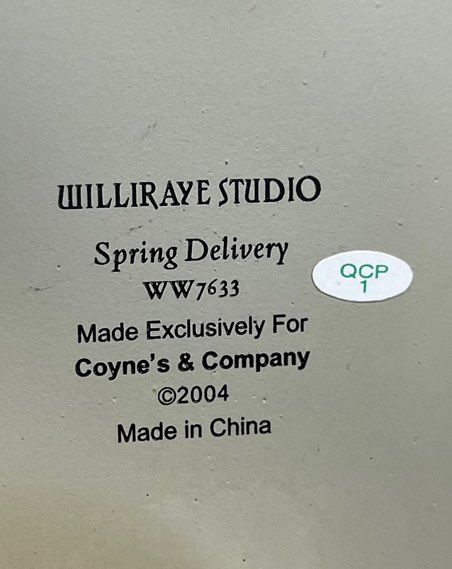 WILLIRAYE STUDIO
Spring Delivery
WW7633
QCP
1
Made Exclusively For
Coyne's & Company
©2004
Made in China